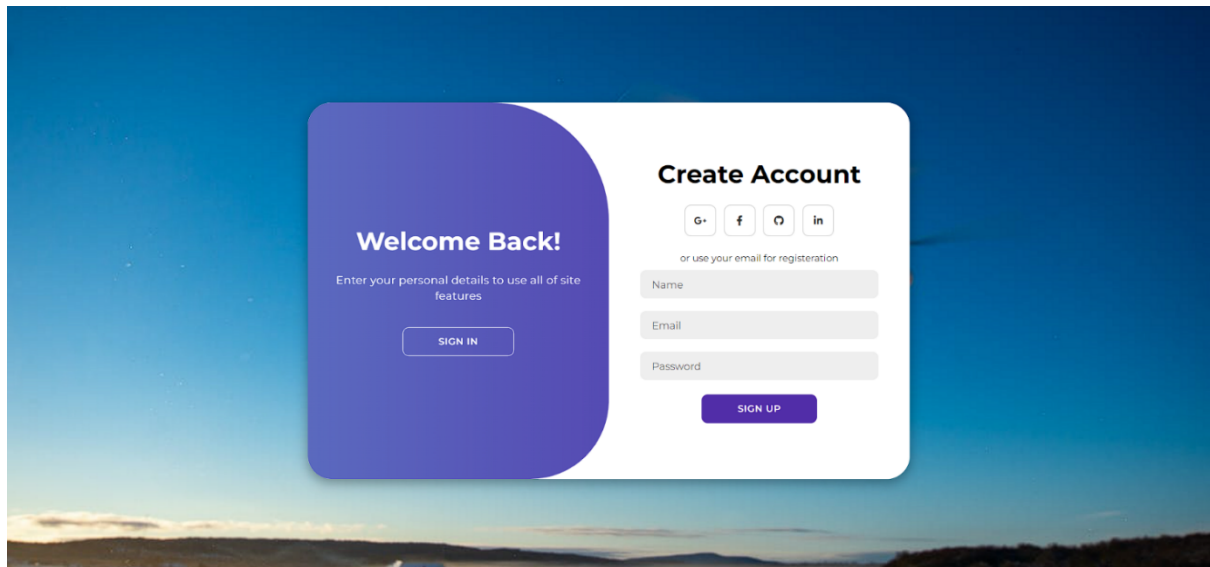 Welcome Back!
Enter your personal details to use all of site
features
SIGN IN
Create Account
G+
f
in
or use your email for registeration
Name
Email
Password
SIGN UP